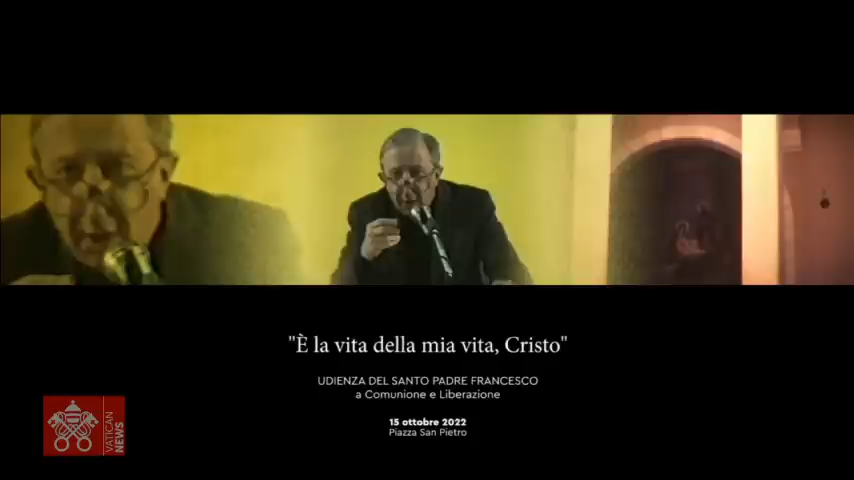 "È la vita della mia vita, Cristo"
UDIENZA DEL SANTO PADRE FRANCESCO
a Comunione e Liberazione
15 ottobre 2022
Piazza San Pietro
VATICAN
NEWS